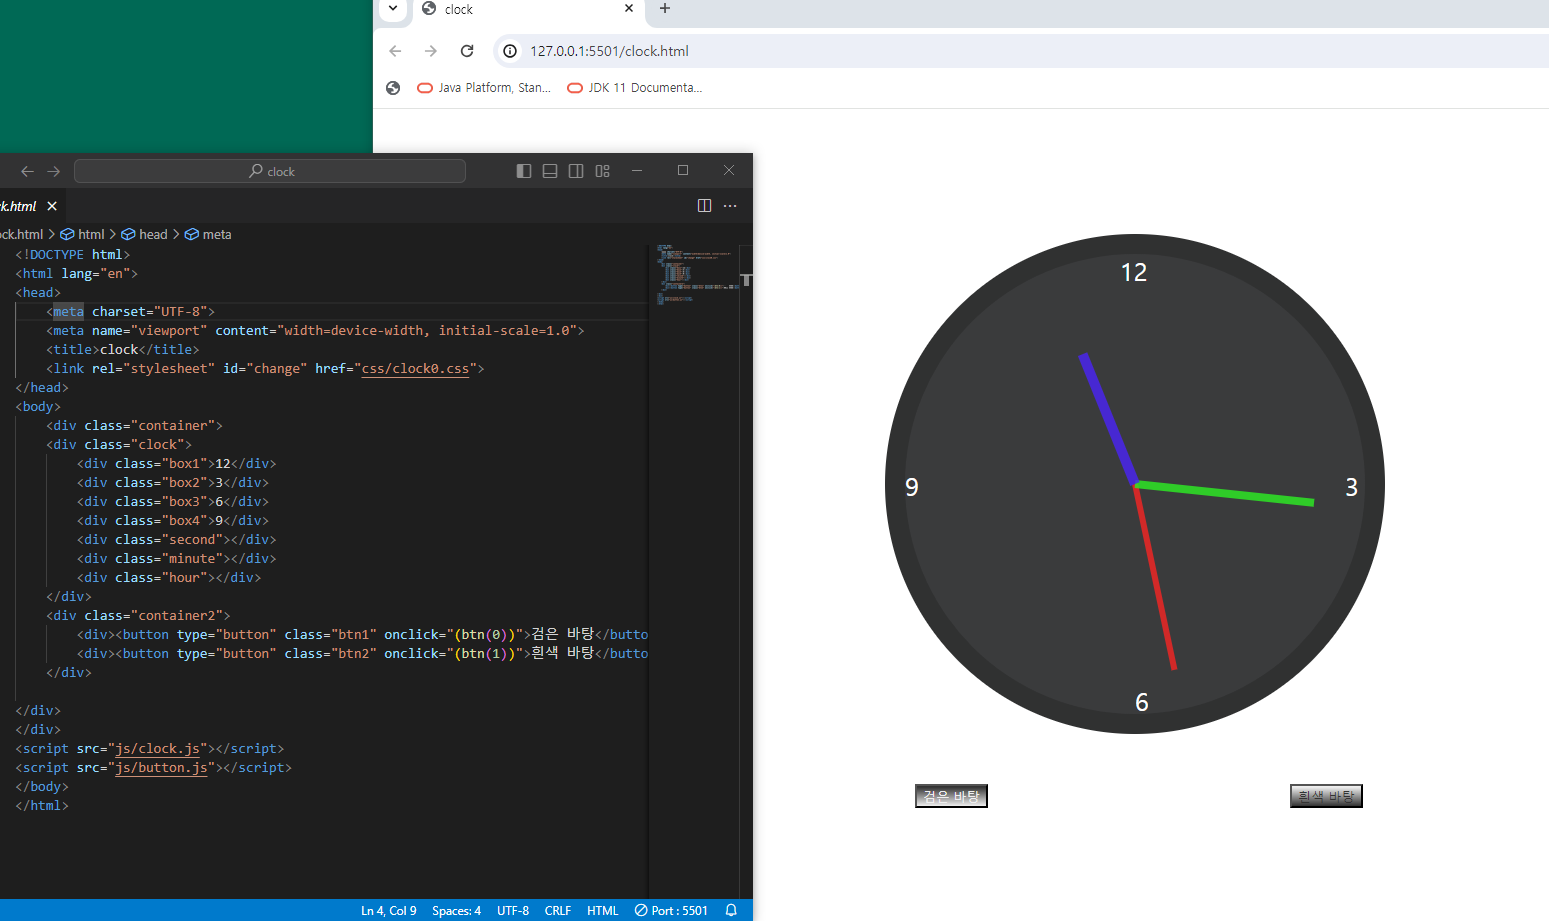 clock
127.0.0.1:5501/clock.html
Java Platform, Stan... JDK 11 Documenta...
clock
ck.html
ock.html > html > head > meta
<!DOCTYPE html>
<html lang="en">
<head>
<meta charset="UTF-8">
<meta name="viewport" content="width=device-width, initial-scale=1.0">
<title>clock</title>
<link rel="stylesheet" id="change" href="css/clock0.css">
</head>
<body>
<div class="container">
<div class="clock">
<div class="box1">12</div>
<div class="box2">3</div>
<div class="box3">6</div>
<div class="box4">9</div>
<div class="second"></div>
<div class="minute"></div>
<div class="hour"></div>
</div>
<div class="container2">
<div><button type="button" class="btn1" onclick="(btn(0))">검은 바탕</butto
<div><button type="button" class="btn2" onclick="(btn(1))">흰색 바탕</butto
</div>
</div>
</div>
<script src="js/clock.js"></script>
<script src="js/button.js"></script>
</body>
</html>
Ln 4, Col 9 Spaces: 4 UTF-8 CRLF HTML Port : 5501
12
9
3
6
검은 바탕
흰색 바탕